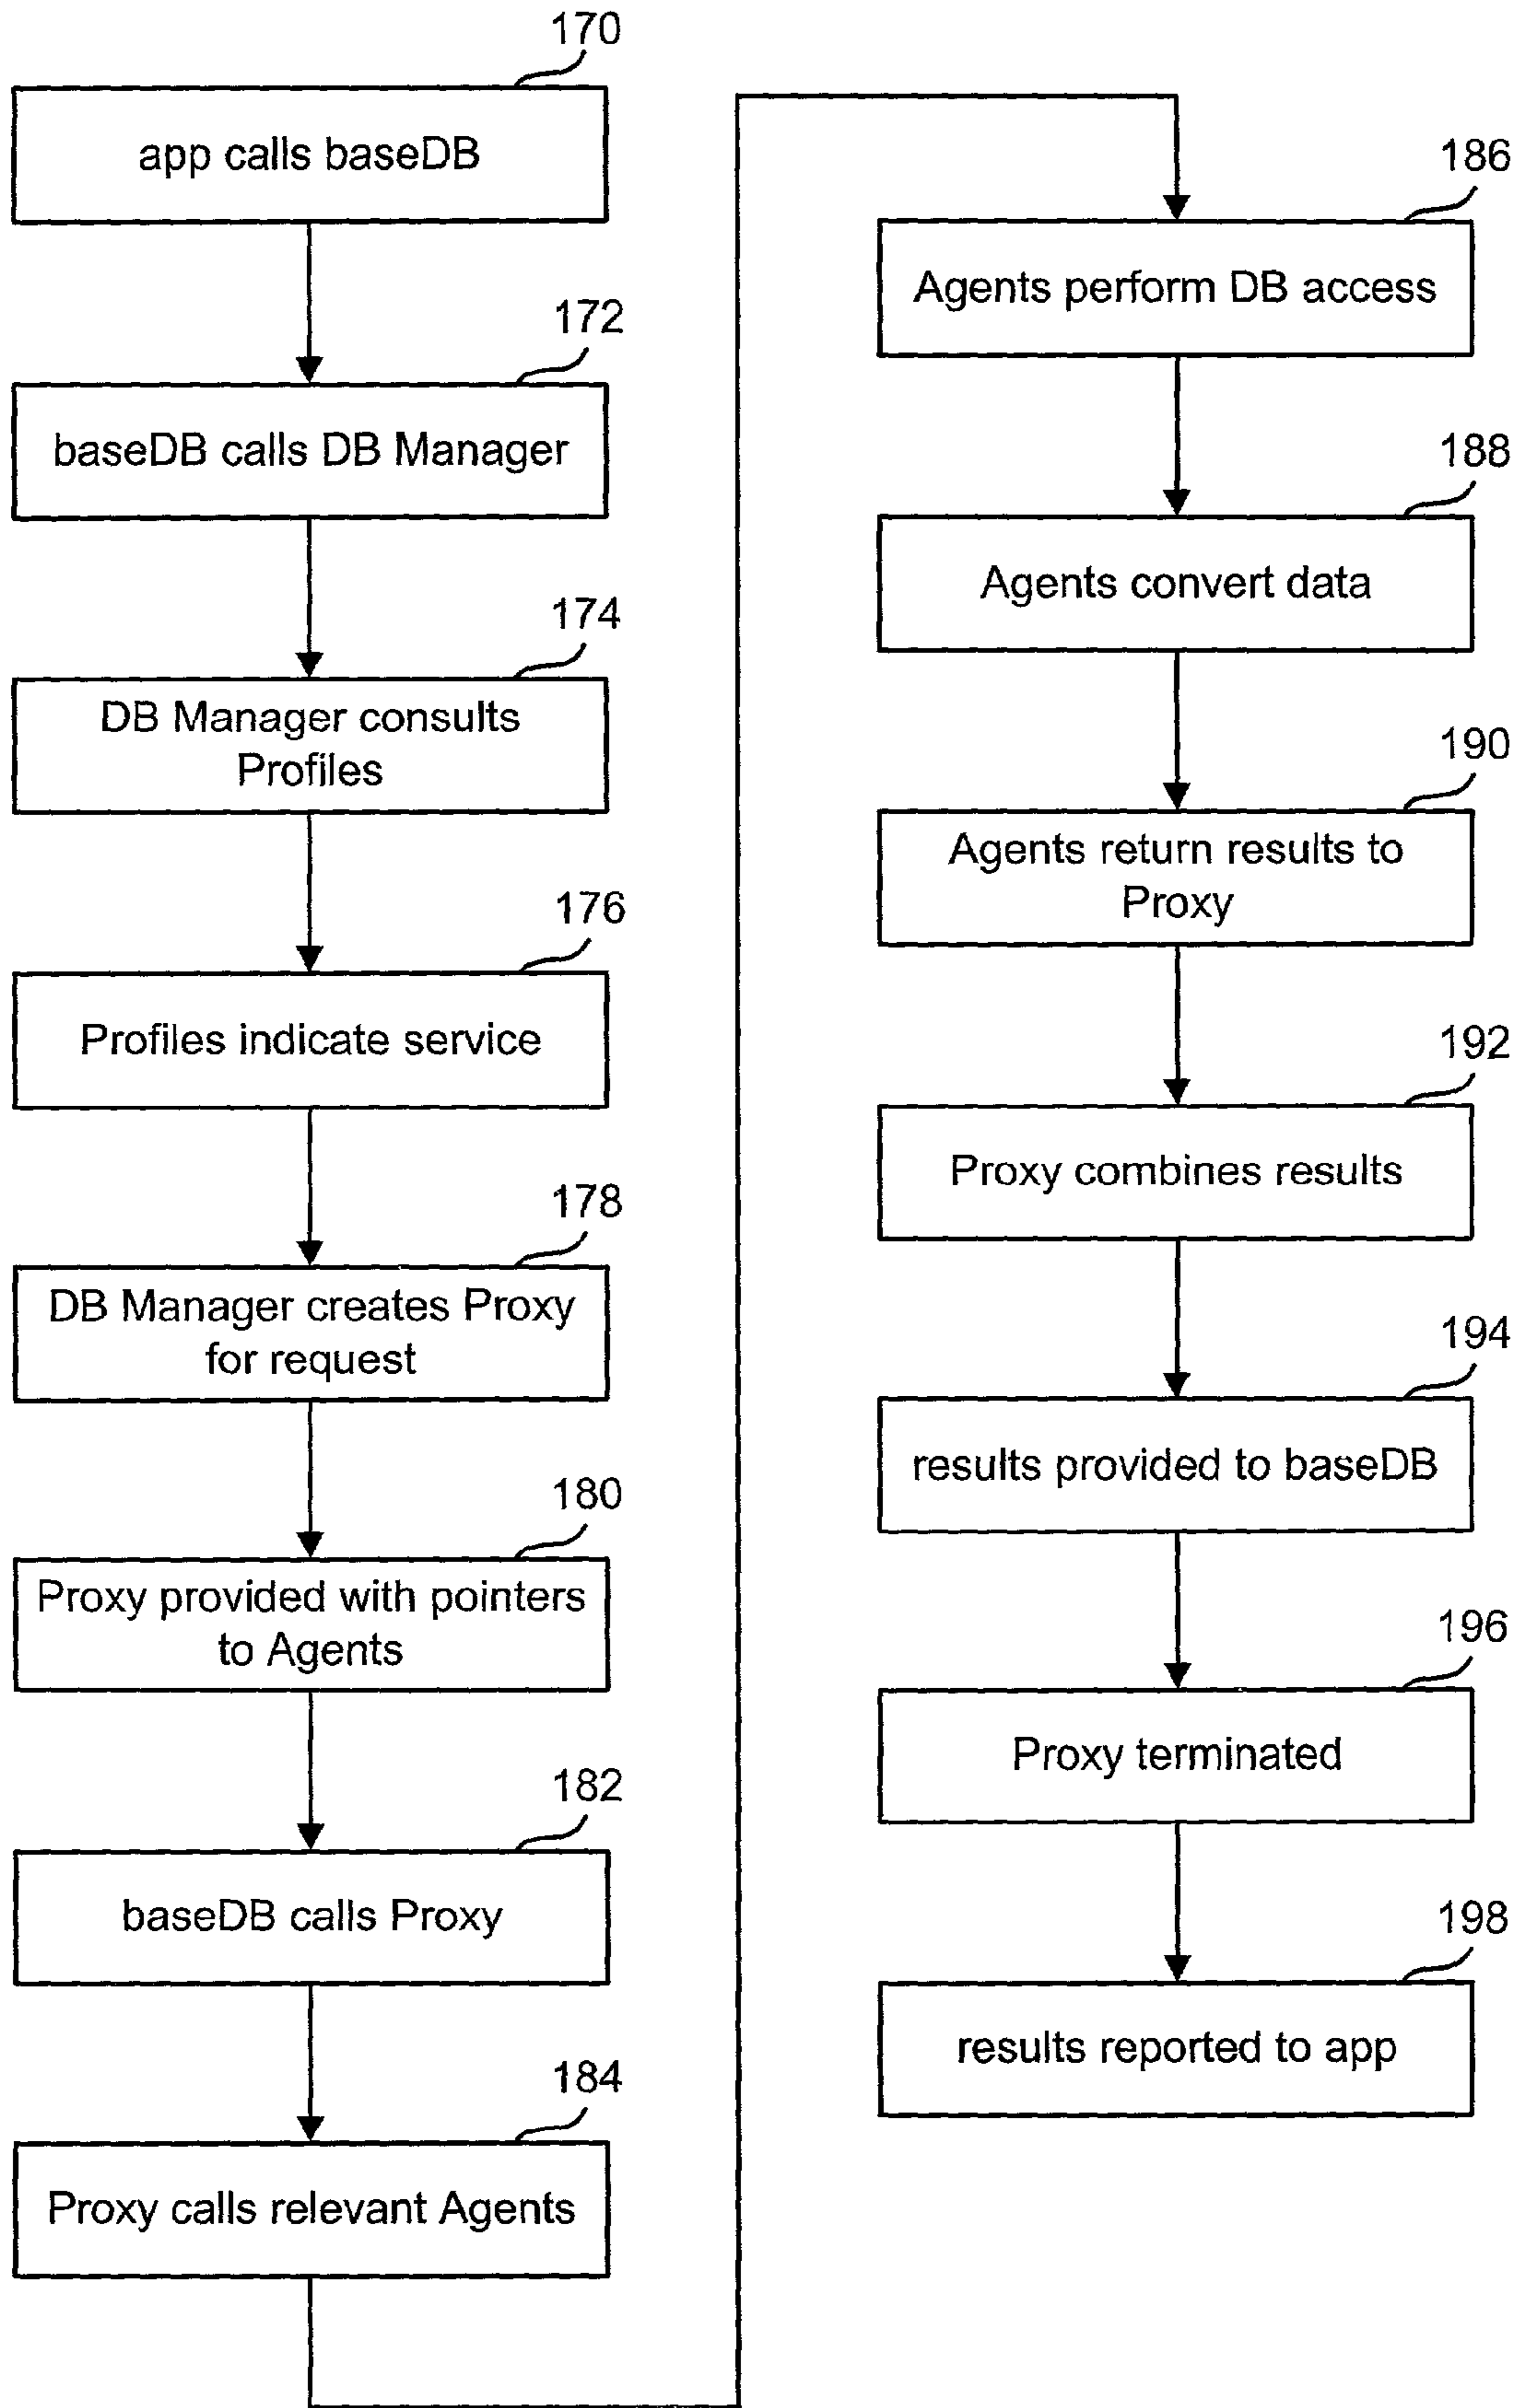 170
app calls baseDB
172
baseDB calls DB Manager
174
DB Manager consults
Profiles
176
Profiles indicate service
178
DB Manager creates Proxy
for request
180
Proxy provided with pointers
to Agents
182
baseDB calls Proxy
184
Proxy calls relevant Agents
186
Agents perform DB access
188
Agents convert data
190
Agents return results to
Proxy
192
Proxy combines results
194
results provided to baseDB
196
Proxy terminated
198
results reported to app